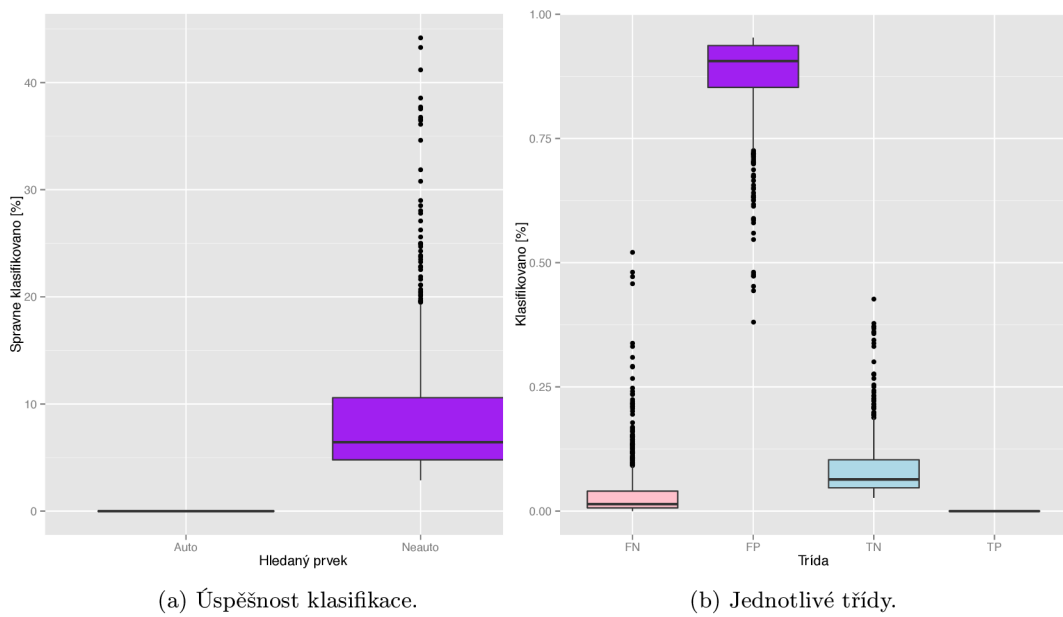 40
30
20
10
0
Spravne klasifikovano [%]
Auto
Neauto
Hledaný prvek
(a) Úspěšnost klasifikace.
1.00
0.75
0.50
0.25
0.00
Klasifikovano [%]
FN
FP
TN
TP
Trída
(b) Jednotlivé třídy.